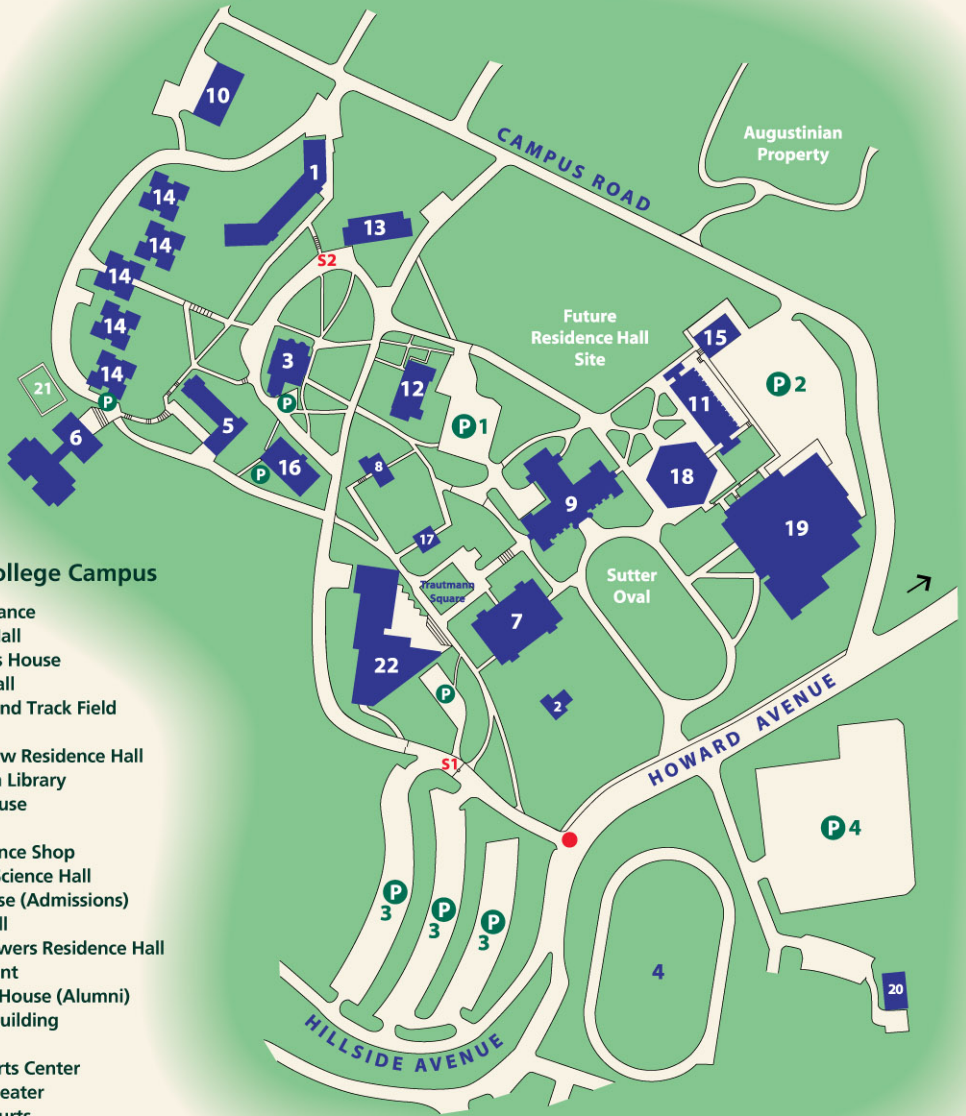 10
CAMPUS ROAD
Augustinian
Property
1
14
13
14
S2
14
Future
Residence Hall
Site
14
15
3
14
12
P 2
21
P
P
11
5
P 1
6
8
16
P
18
9
19
17
Trautmann
Square
Sutter
Oval
7
22
P
2
HOWARD AVENUE
S1
P 4
P
3
P
3
P
3
4
20
HILLSIDE AVENUE
ollege Campus
ance
all
s House
all
nd Track Field
w Residence Hall
Library
use
nce Shop
Science Hall
se (Admissions)
ll
wers Residence Hall
nt
House (Alumni)
uilding
rts Center
eater
urts